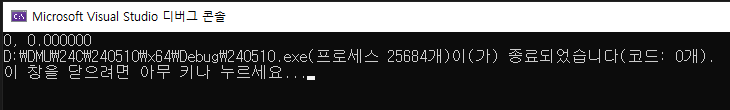 Microsoft Visual Studio 디버그 콘솔
0, 0.000000
D:₩DML₩24C₩240510₩x64₩Debug₩240510.exe(프로세스 25684개)이(가) 종료되었습니다(코드: 0개).
이 창을 닫으려면 아무 키나 누르세요...